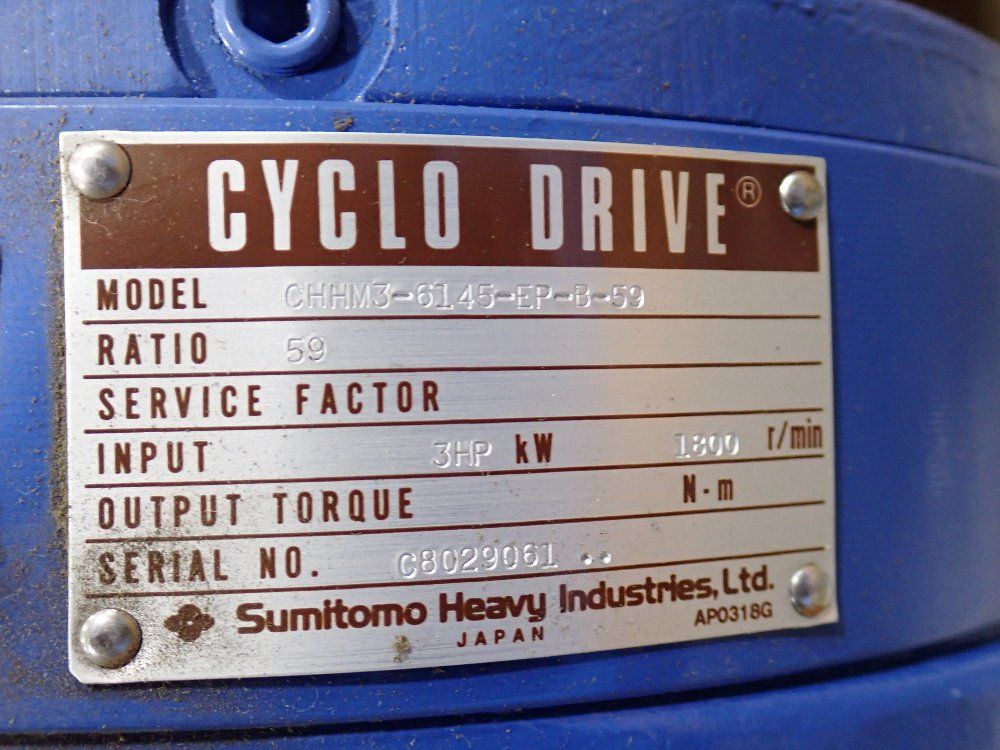 CYCLO DRIVE®
MODEL CHHM3-6145-EP-B-59
RATIO 59
SERVICE FACTOR
INPUT 3HP kW 1800 r/min
OUTPUT TORQUE N·m
SERIAL NO. C8029061 ••
Sumitomo Heavy Industries, Ltd.
JAPAN AP0318G